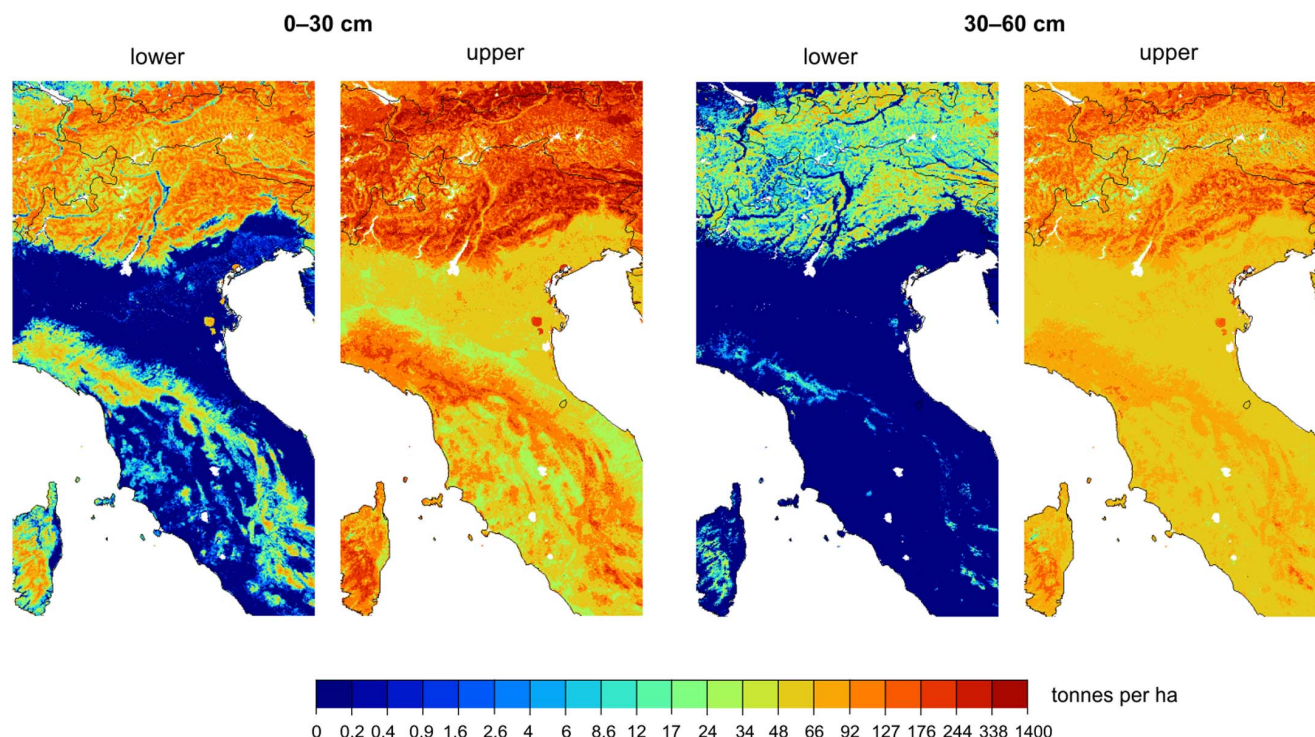 0–30 cm
30–60 cm
lower
upper
lower
upper
tonnes per ha
0 0.2 0.4 0.9 1.6 2.6 4 6 8.6 12 17 24 34 48 66 92 127 176 244 338 1400